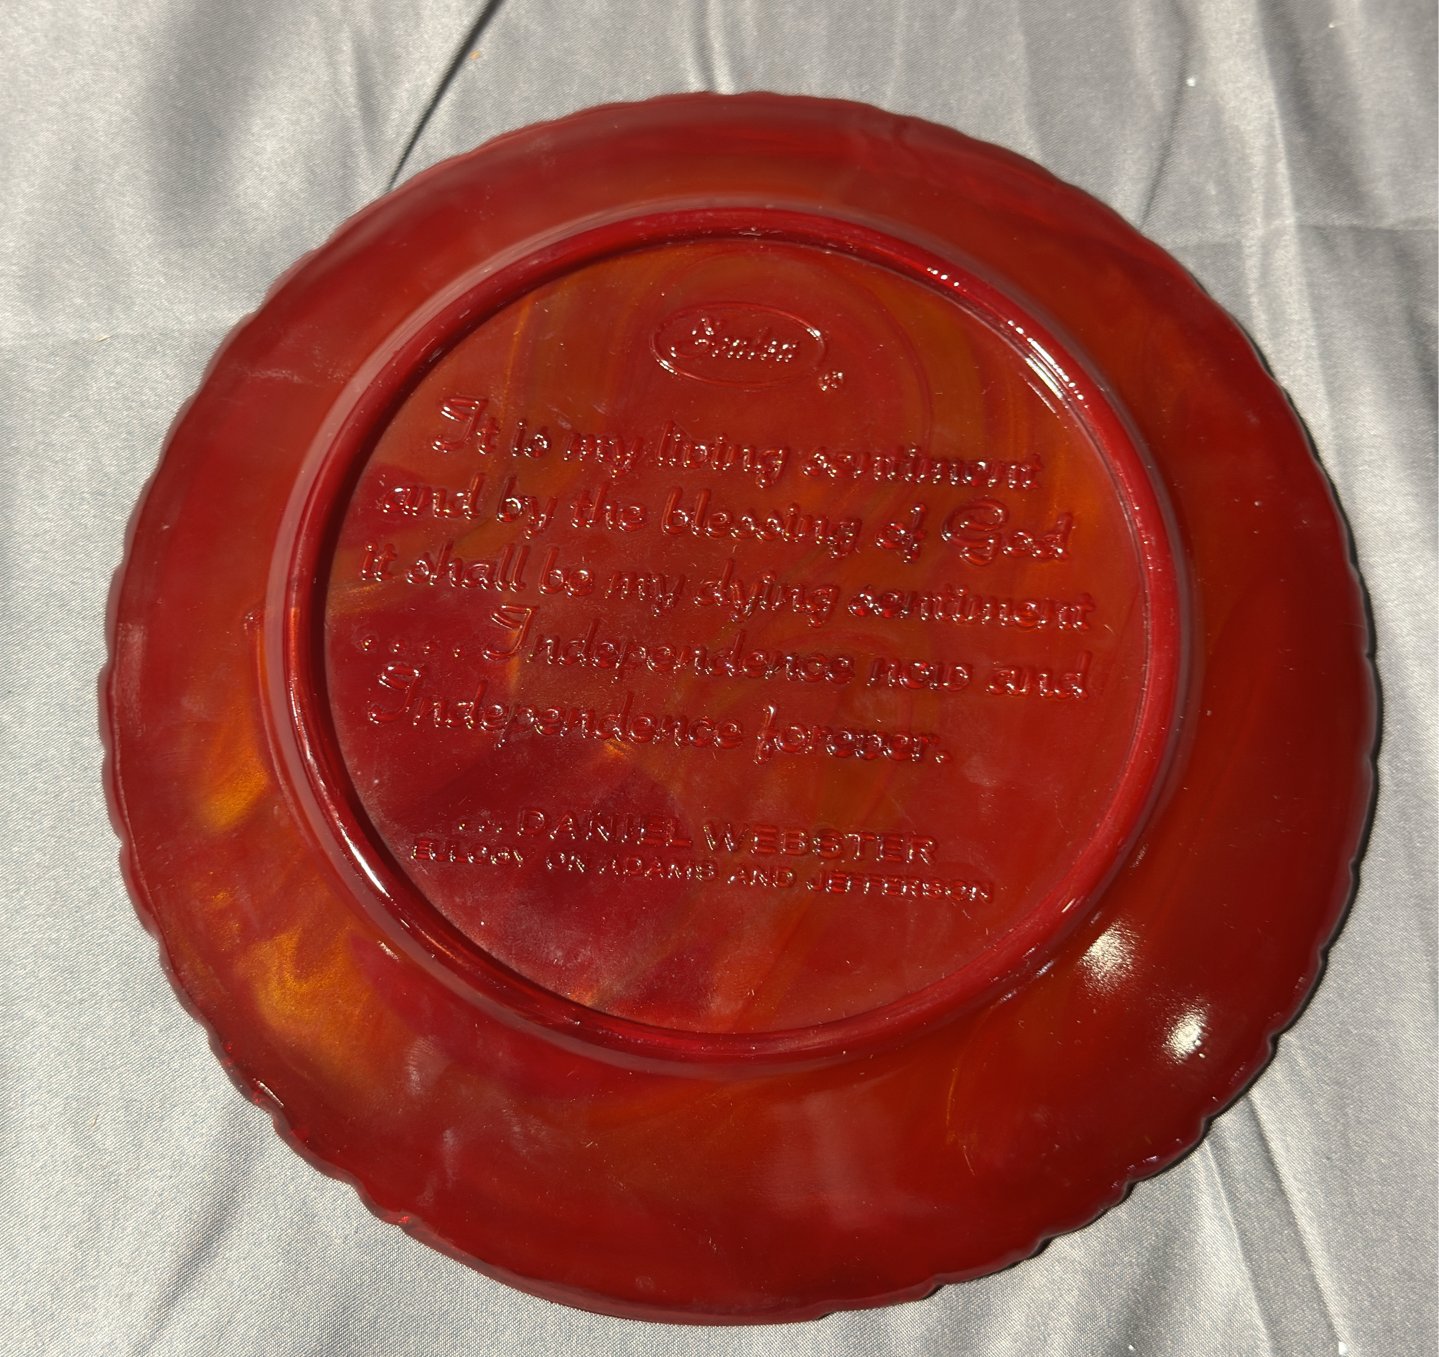 Fenton
®
It is my living sentiment
and by the blessing of God
it shall be my dying sentiment
.... Independence now and
Independence forever.
... DANIEL WEBSTER
EULOGY ON ADAMS AND JEFFERSON